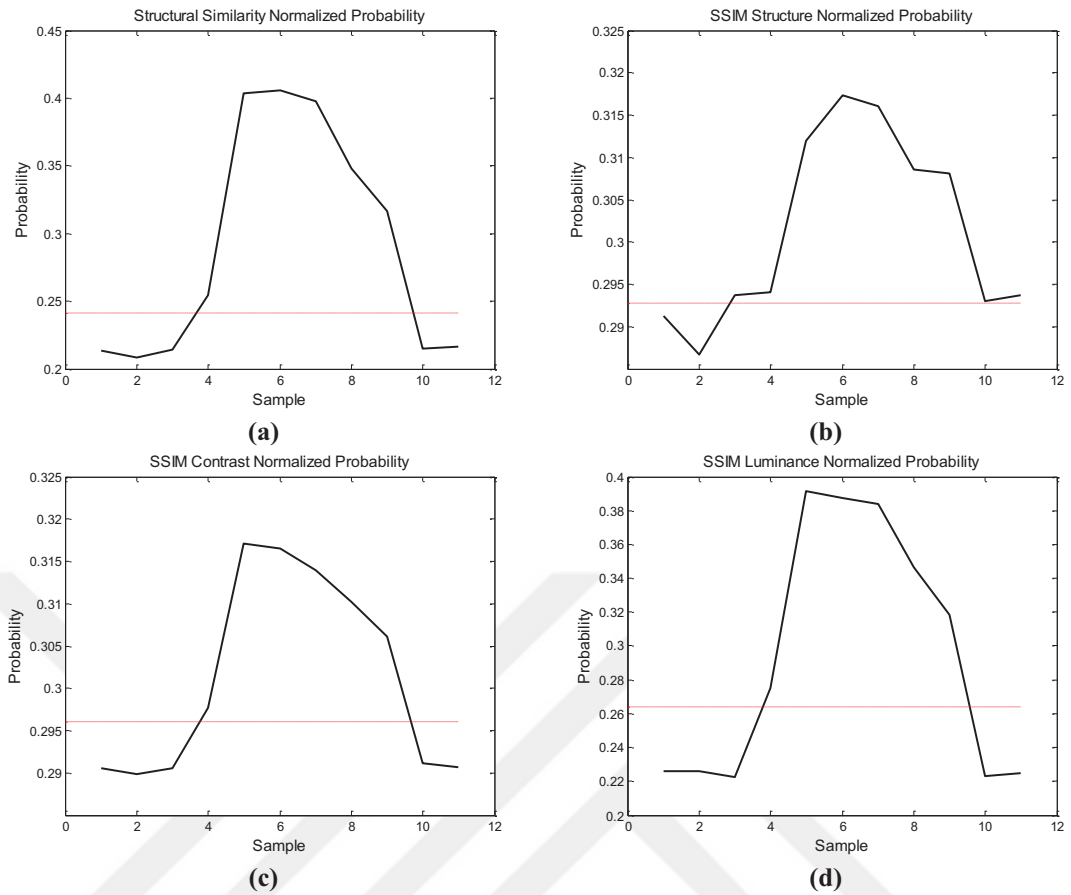 Structural Similarity Normalized Probability
0.45
0.4
0.35
0.3
0.25
0.2
Probability
0 2 4 6 8 10 12
Sample
(a)
SSIM Structure Normalized Probability
0.325
0.32
0.315
0.31
0.305
0.3
0.295
0.29
Probability
0 2 4 6 8 10 12
Sample
(b)
SSIM Contrast Normalized Probability
0.325
0.32
0.315
0.31
0.305
0.3
0.295
0.29
Probability
0 2 4 6 8 10 12
Sample
(c)
SSIM Luminance Normalized Probability
0.4
0.38
0.36
0.34
0.32
0.3
0.28
0.26
0.24
0.22
0.2
Probability
0 2 4 6 8 10 12
Sample
(d)